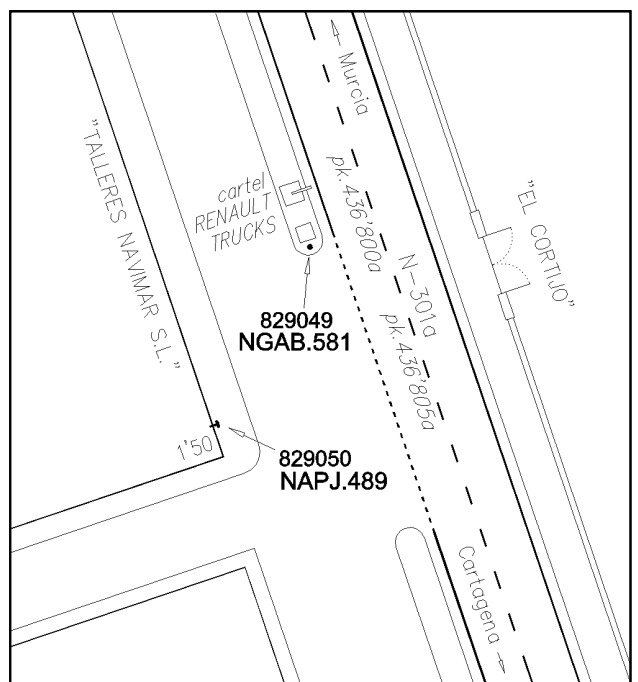 Murcia
"TALLERES NAVIMAR S.L."
cartel
RENAULT
TRUCKS
pk.436'800a
"EL CORTIJO"
N-301a
829049
NGAB.581
pk.436'805a
1'50
829050
NAPJ.489
Cartagena